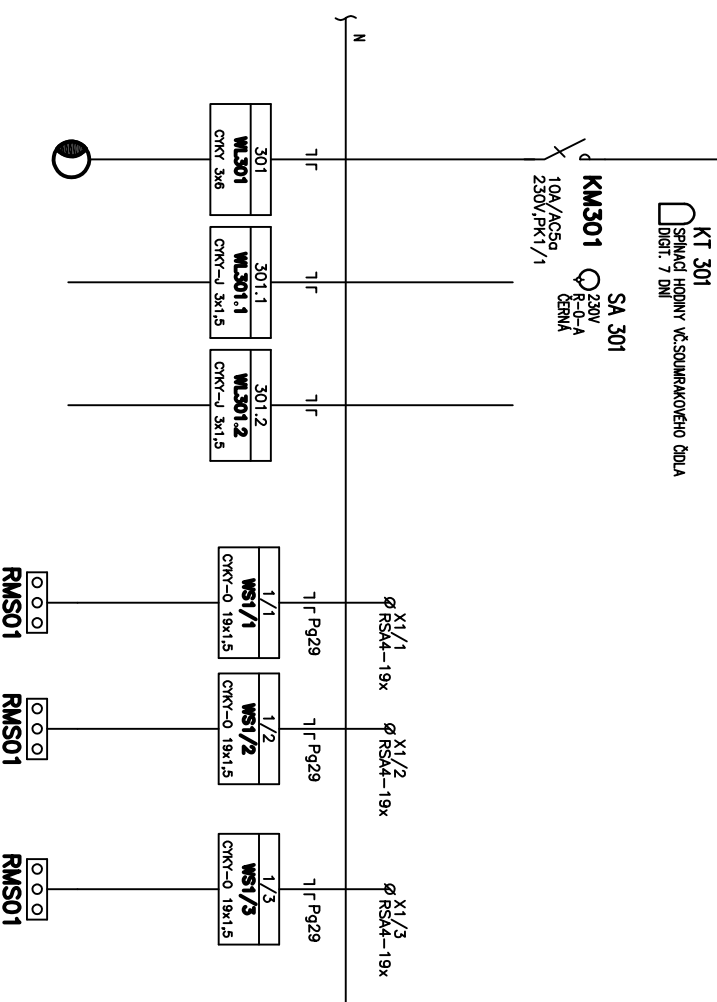 KT 301
SPÍNACÍ HODINY VČ.SOUMRAKOVÉHO ČIDLA
DIGIT. 7 DNÍ
SA 301
230V
R-0-A
ČERNÁ
KM301
10A/AC5a
230V,PK1/1
N
301
WL301
CYKY 3x6
301.1
WL301.1
CYKY-J 3x1,5
301.2
WL301.2
CYKY-J 3x1,5
X1/1
Ø RSA4-19x
Pg29
1/1
WS1/1
CYKY-O 19x1,5
RMS01
X1/2
Ø RSA4-19x
Pg29
1/2
WS1/2
CYKY-O 19x1,5
RMS01
X1/3
Ø RSA4-19x
Pg29
1/3
WS1/3
CYKY-O 19x1,5
RMS01